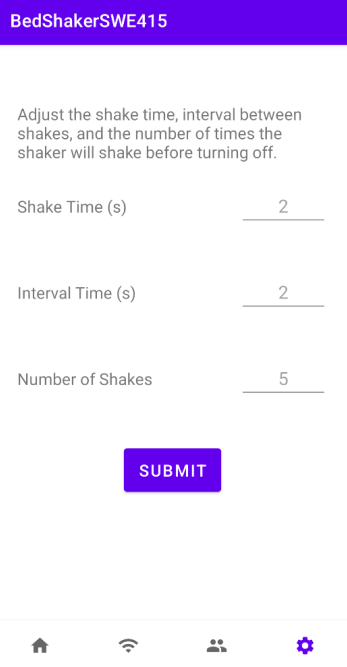 BedShakerSWE415
Adjust the shake time, interval between
shakes, and the number of times the
shaker will shake before turning off.
Shake Time (s) 2
Interval Time (s) 2
Number of Shakes 5
SUBMIT